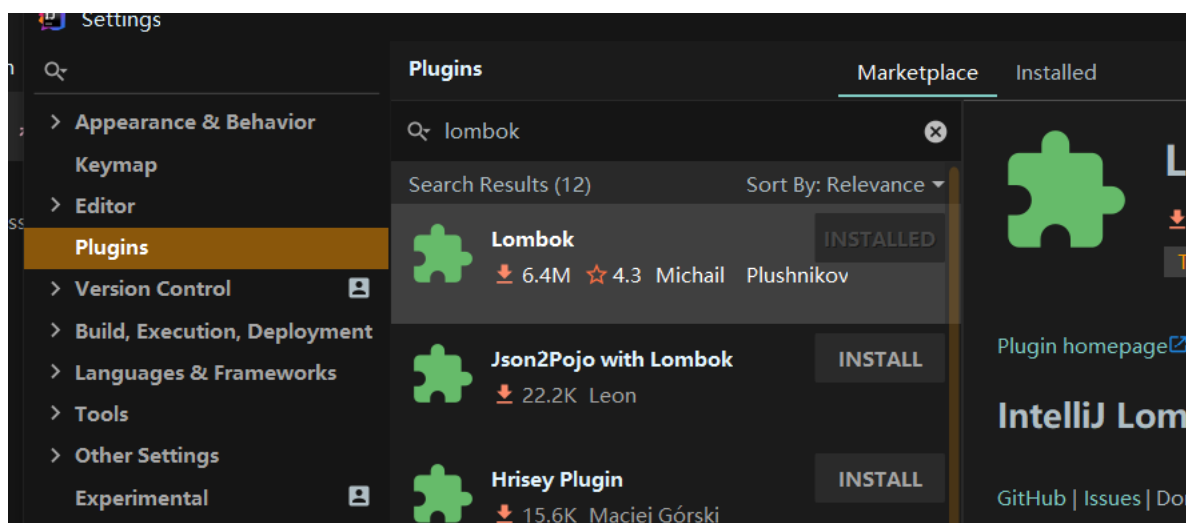 Settings
Plugins
Marketplace
Installed
lombok
Appearance & Behavior
Keymap
Editor
Plugins
Version Control
Build, Execution, Deployment
Languages & Frameworks
Tools
Other Settings
Experimental
Search Results (12)
Sort By: Relevance
Lombok
INSTALLED
6.4M 4.3 Michail Plushnikov
Json2Pojo with Lombok
INSTALL
22.2K Leon
Hrisey Plugin
INSTALL
15.6K Maciej Górski
L
T
Plugin homepage
IntelliJ Lom
GitHub | Issues | Do